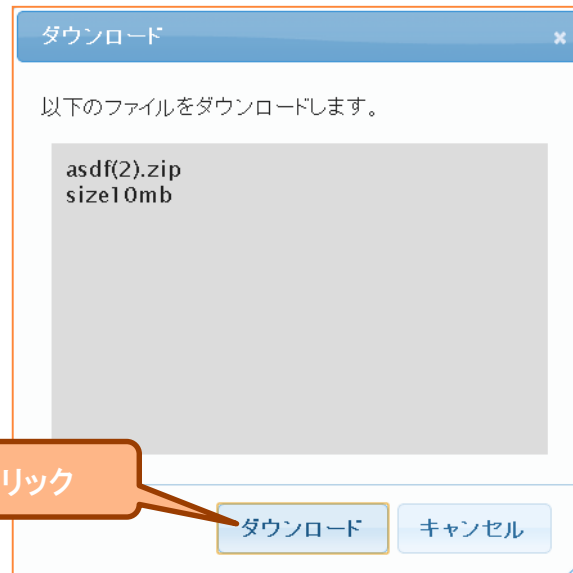 ダウンロード
以下のファイルをダウンロードします。
asdf(2).zip
size10mb
リック
ダウンロード
キャンセル